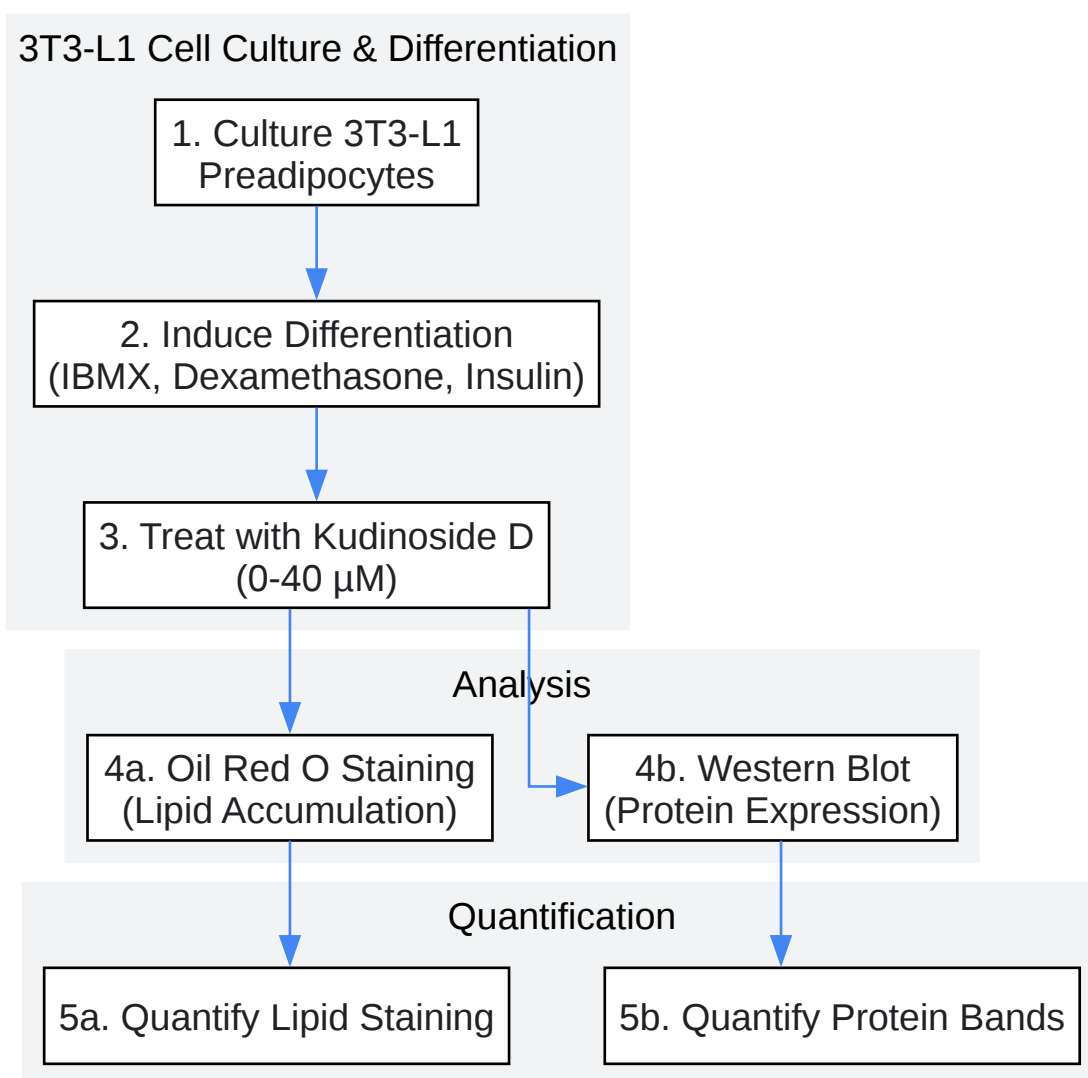 3T3-L1 Cell Culture & Differentiation
1. Culture 3T3-L1
Preadipocytes
2. Induce Differentiation
(IBMX, Dexamethasone, Insulin)
3. Treat with Kudinoside D
(0-40 µM)
Analysis
4a. Oil Red O Staining
(Lipid Accumulation)
4b. Western Blot
(Protein Expression)
Quantification
5a. Quantify Lipid Staining
5b. Quantify Protein Bands